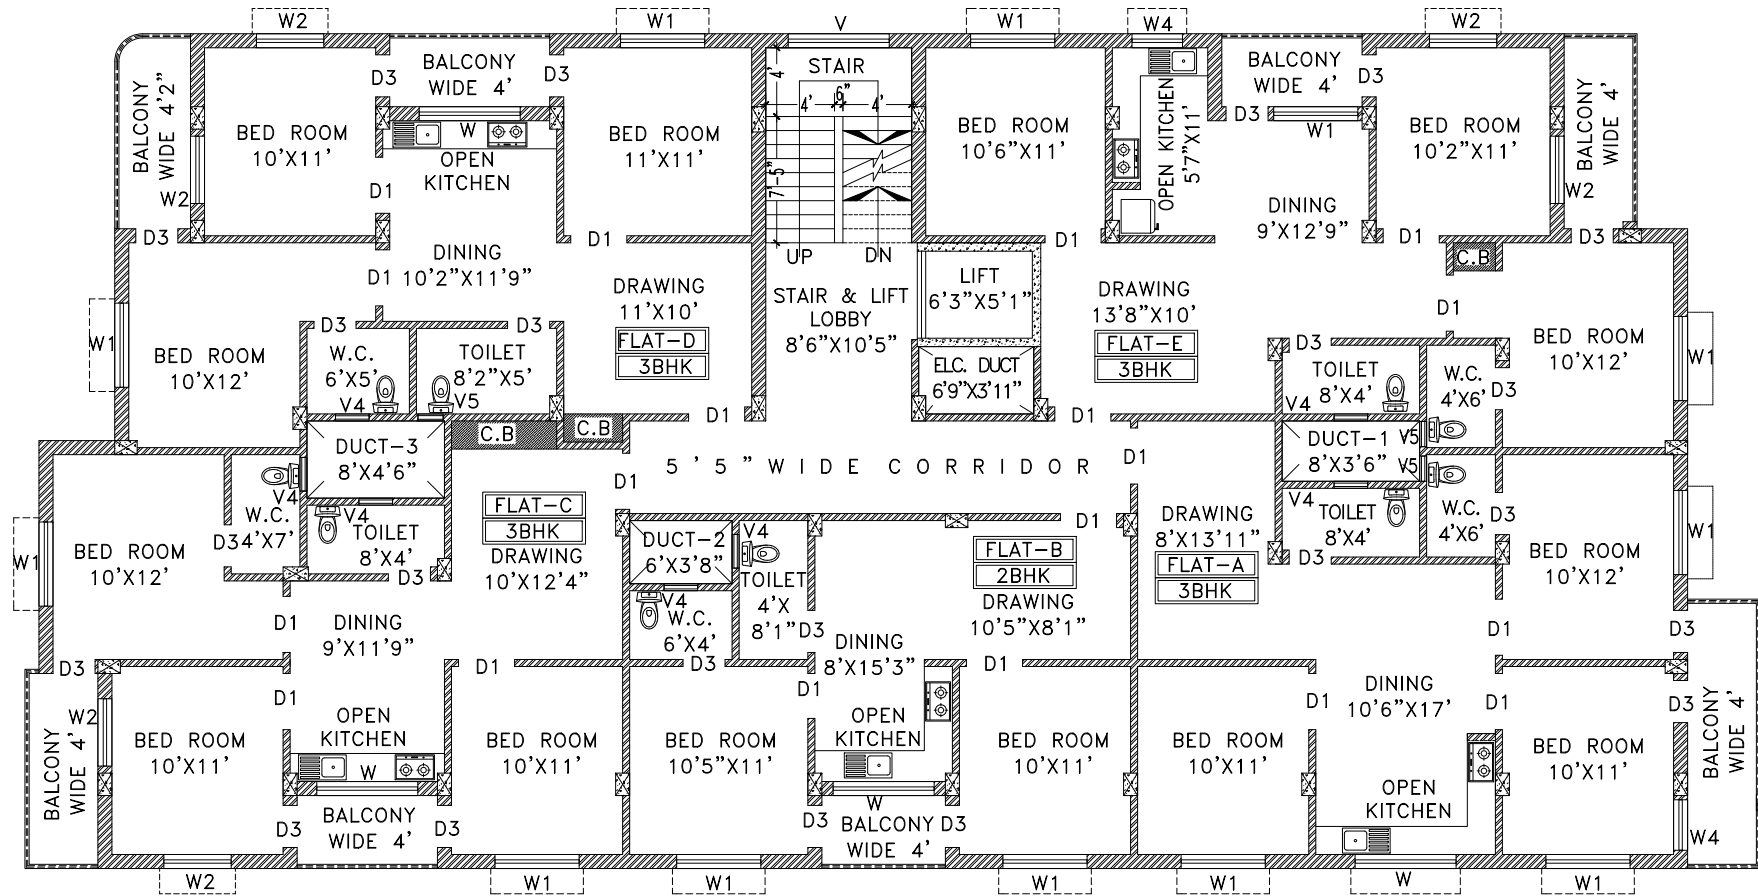 W2
W1
V
W1
W4
W2
BALCONY
WIDE 4'2"
D3
BALCONY
WIDE 4'
D3
STAIR
4'
6"
4'
4'
7'-5"
UP
DN
BALCONY
WIDE 4'
D3
D3
BALCONY
WIDE 4'
BED ROOM
10'X11'
W
OPEN
KITCHEN
BED ROOM
11'X11'
BED ROOM
10'6"X11'
OPEN KITCHEN
5'7"X11'
W1
BED ROOM
10'2"X11'
W2
D1
W2
D3
DINING
10'2"X11'9"
D1
D1
D1
DINING
9'X12'9"
D1
D3
C.B
DRAWING
11'X10'
FLAT-D
3BHK
STAIR & LIFT
LOBBY
8'6"X10'5"
LIFT
6'3"X5'1"
DRAWING
13'8"X10'
FLAT-E
3BHK
D1
W1
BED ROOM
10'X12'
D3
D3
W.C.
6'X5'
TOILET
8'2"X5'
V4
V5
ELC. DUCT
6'9"X3'11"
D3
TOILET
8'X4'
V4
W.C.
4'X6'
D3
BED ROOM
10'X12'
W1
D1
D1
C.B
C.B
DUCT-3
8'X4'6"
5'5" WIDE CORRIDOR
D1
D1
DUCT-1
8'X3'6"
V5
V5
V4
W1
BED ROOM
10'X12'
V4
W.C.
4'X7'
D3
V4
TOILET
8'X4'
D3
FLAT-C
3BHK
DRAWING
10'X12'4"
DUCT-2
6'X3'8"
V4
TOILET
4'X
8'1"
V4
W.C.
6'X4'
D3
D3
D1
FLAT-B
2BHK
DRAWING
10'5"X8'1"
DRAWING
8'X13'11"
FLAT-A
3BHK
TOILET
8'X4'
D3
W.C.
4'X6'
D3
BED ROOM
10'X12'
W1
D1
DINING
9'X11'9"
D1
DINING
8'X15'3"
D1
D1
D3
D3
D1
BALCONY
WIDE 4'
W2
BED ROOM
10'X11'
OPEN
KITCHEN
W
BED ROOM
10'X11'
BED ROOM
10'5"X11'
D1
OPEN
KITCHEN
W
BED ROOM
10'X11'
BED ROOM
10'X11'
D1
DINING
10'6"X17'
D1
D3
BED ROOM
10'X11'
OPEN
KITCHEN
BALCONY
WIDE 4'
W4
D3
BALCONY
WIDE 4'
D3
D3
BALCONY
WIDE 4'
D3
W2
W1
W1
W1
W1
W
W1